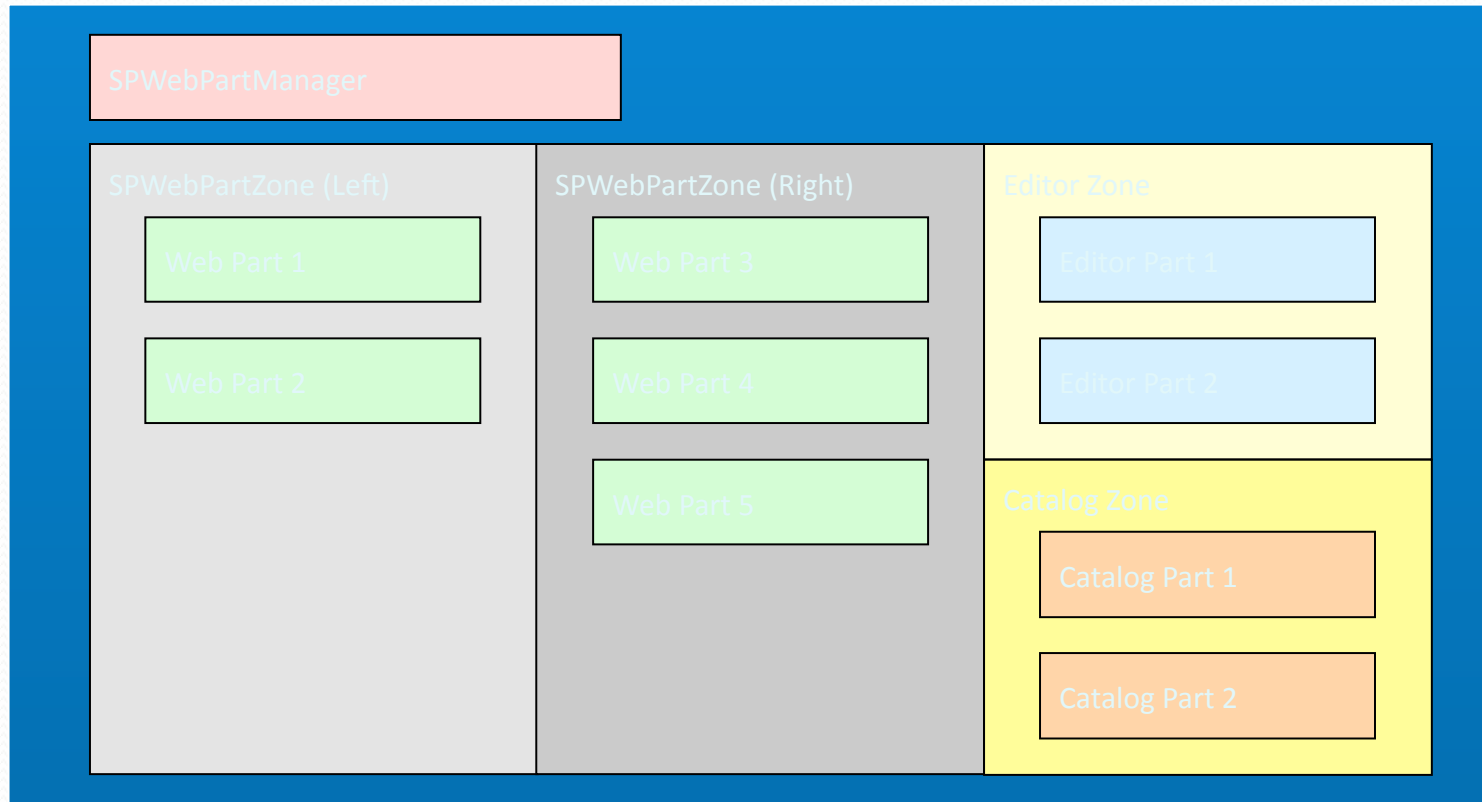 SPWebPartManager
SPWebPartZone (Left)
Web Part 1
Web Part 2
SPWebPartZone (Right)
Web Part 3
Web Part 4
Web Part 5
Editor Zone
Editor Part 1
Editor Part 2
Catalog Zone
Catalog Part 1
Catalog Part 2